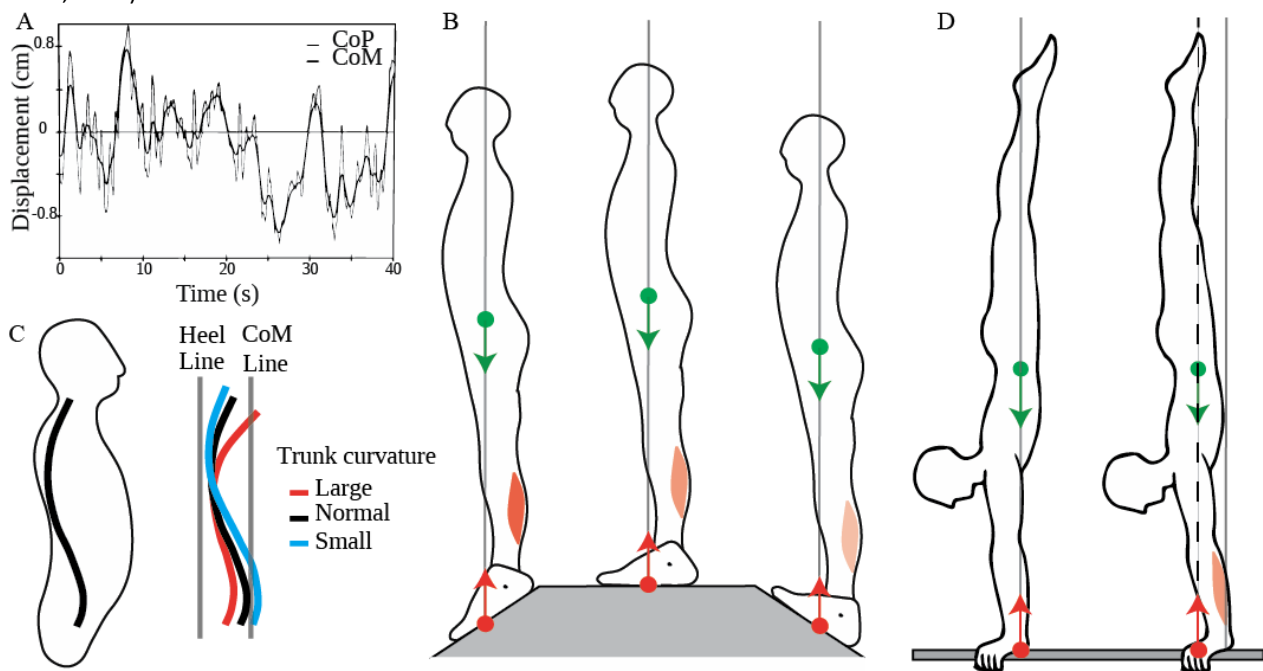 A
Displacement (cm)
0.8
0
-0.8
CoP
CoM
0
10
20
30
40
Time (s)
B
C
Heel
Line
CoM
Line
Trunk curvature
Large
Normal
Small
D